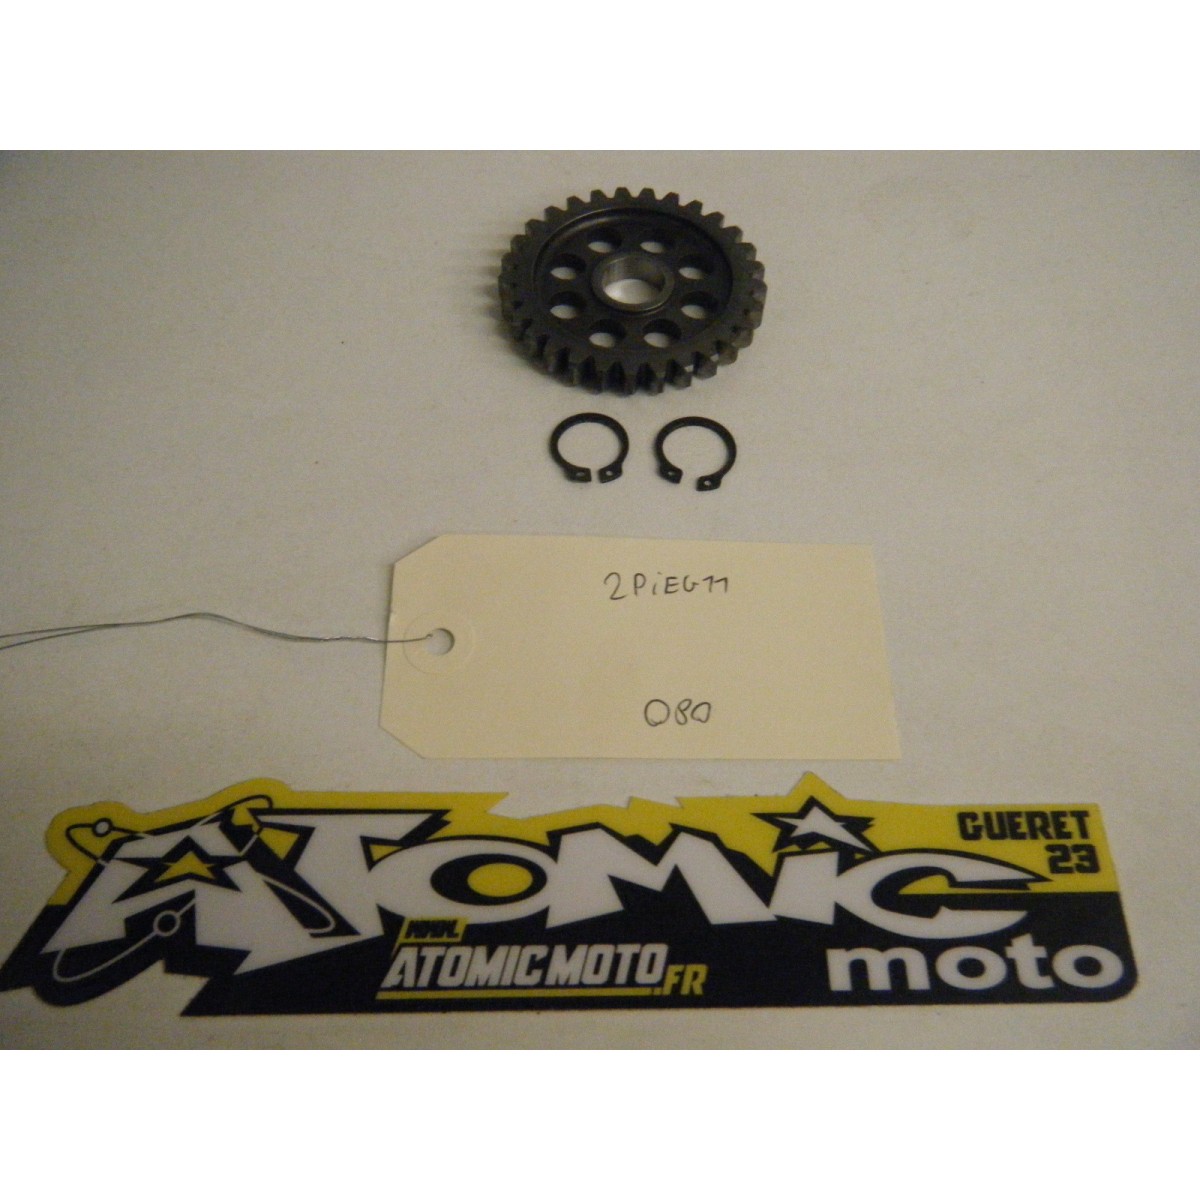 2PiEG11
080
GUERET
23
ATOMIC
moto
WWW.
ATOMICMOTO.FR